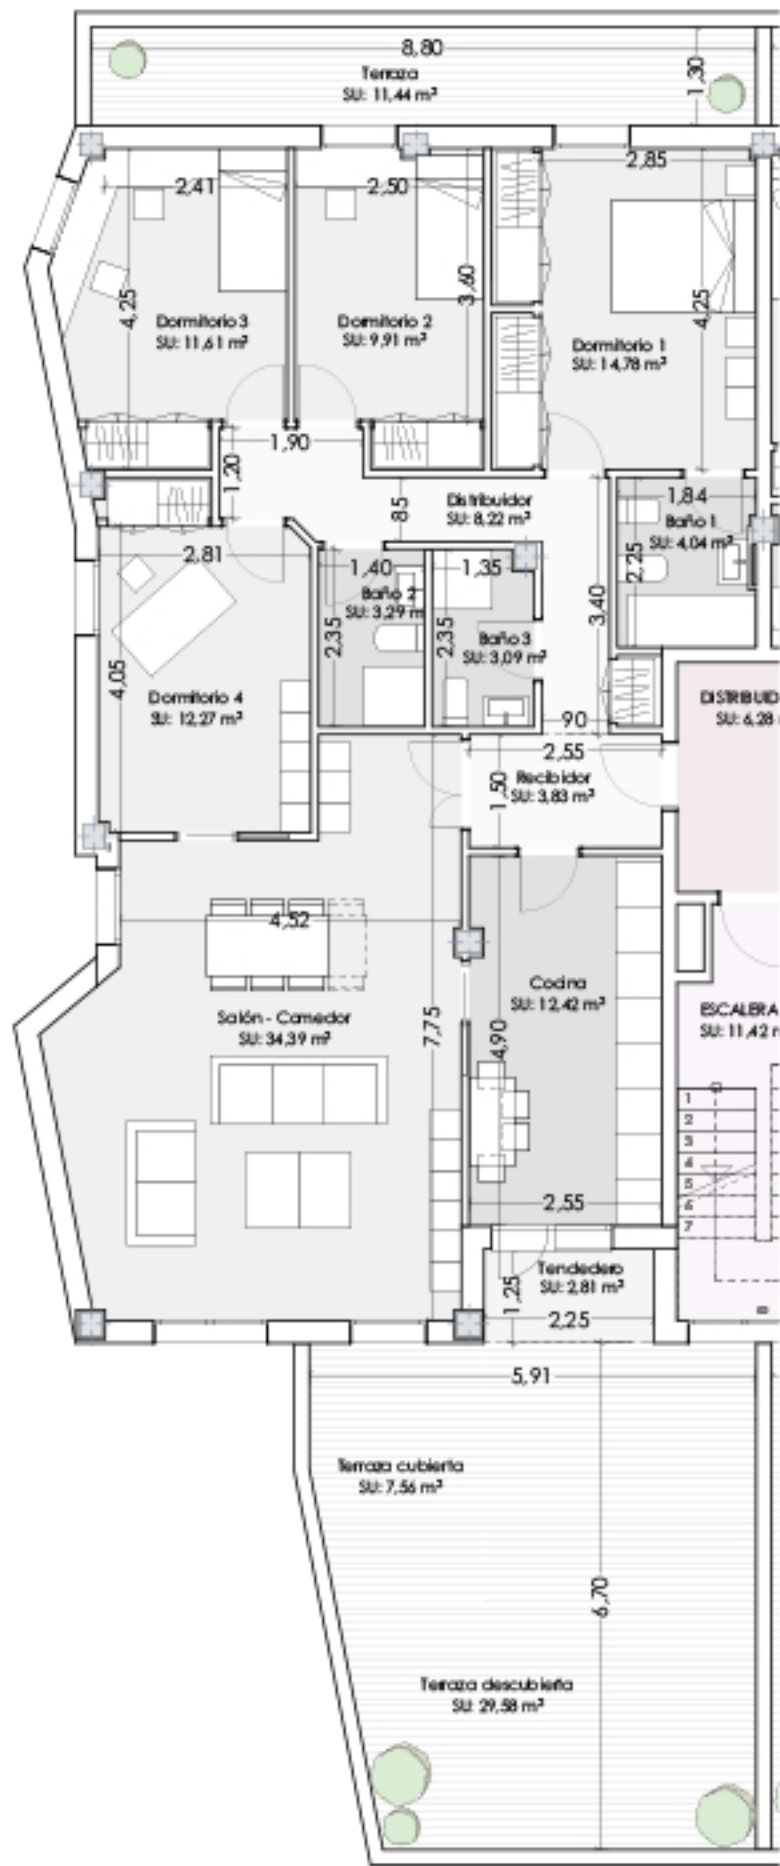 8,80
Terraza
SU: 11,44 m²
1,30
2,41
2,50
2,85
4,25
3,60
4,25
Dormitorio 3
SU: 11,61 m²
Dormitorio 2
SU: 9,91 m²
Dormitorio 1
SU: 14,78 m²
1,90
1,20
85
Distribuidor
SU: 8,22 m²
1,84
Baño 1
SU: 4,04 m²
2,25
2,81
1,40
Baño 2
SU: 3,29 m
2,35
1,35
Baño 3
SU: 3,09 m²
2,35
3,40
4,05
Dormitorio 4
SU: 12,27 m²
90
2,55
Recibidor
SU: 3,83 m²
1,50
DISTRIBUID
SU: 6,28
4,52
Salón - Comedor
SU: 34,39 m²
7,75
Cocina
SU: 12,42 m²
4,90
2,55
ESCALERA
SU: 11,42
1
2
3
4
5
6
7
Tendedero
SU: 2,81 m²
1,25
2,25
5,91
Terraza cubierta
SU: 7,56 m²
6,70
Terraza descubierta
SU: 29,58 m²